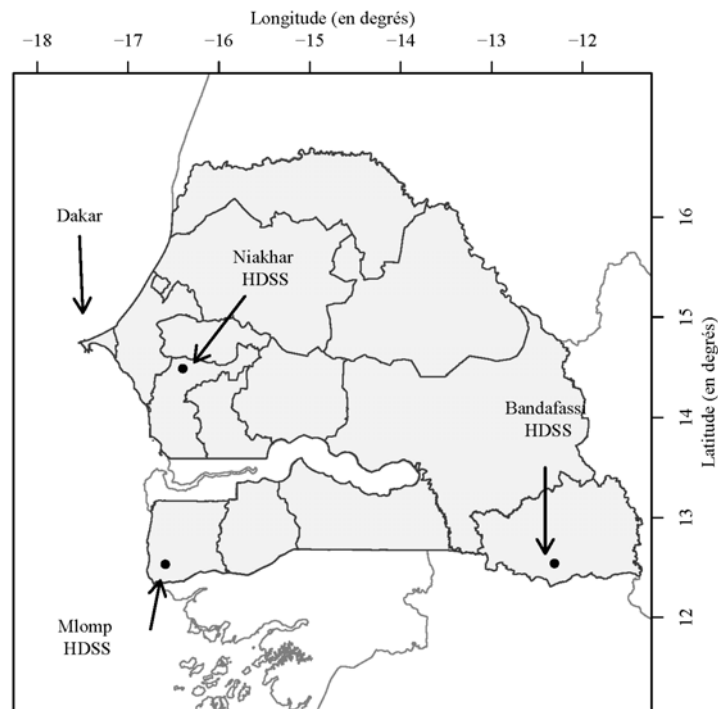 Longitude (en degrés)
−18 −17 −16 −15 −14 −13 −12
Dakar
Niakhar
HDSS
Bandafassi
HDSS
Mlomp
HDSS
16
15
14
13
12
Latitude (en degrés)